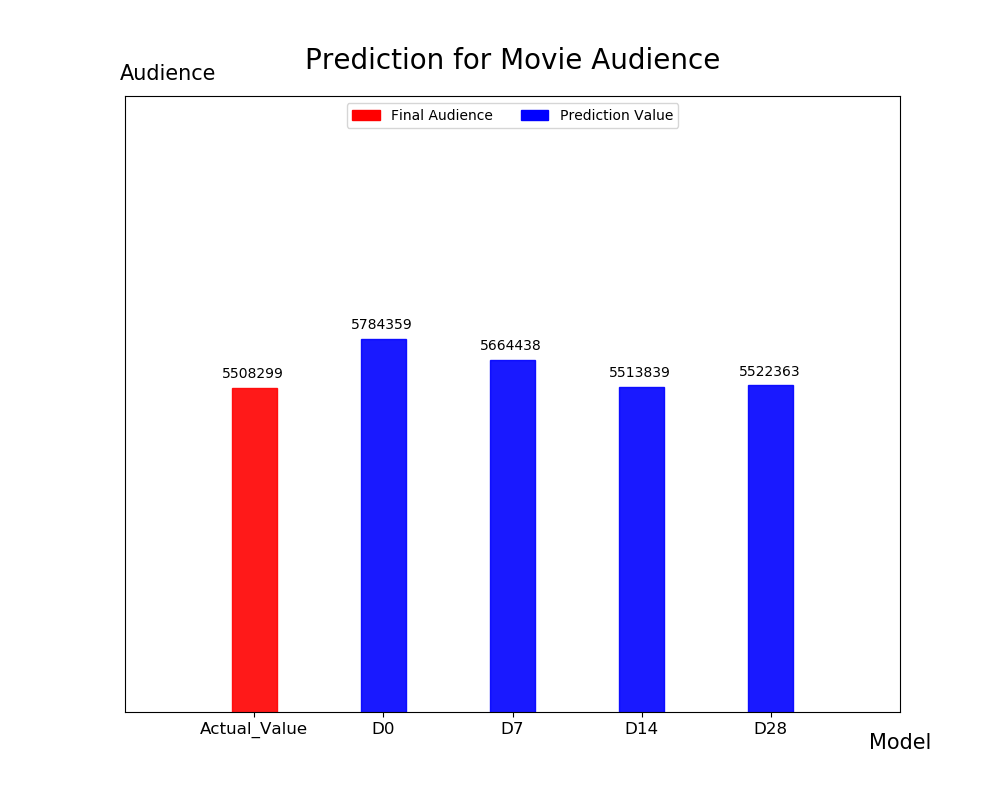 Prediction for Movie Audience
Audience
Final Audience Prediction Value
5784359
5664438
5508299
5513839
5522363
Actual_Value D0 D7 D14 D28
Model